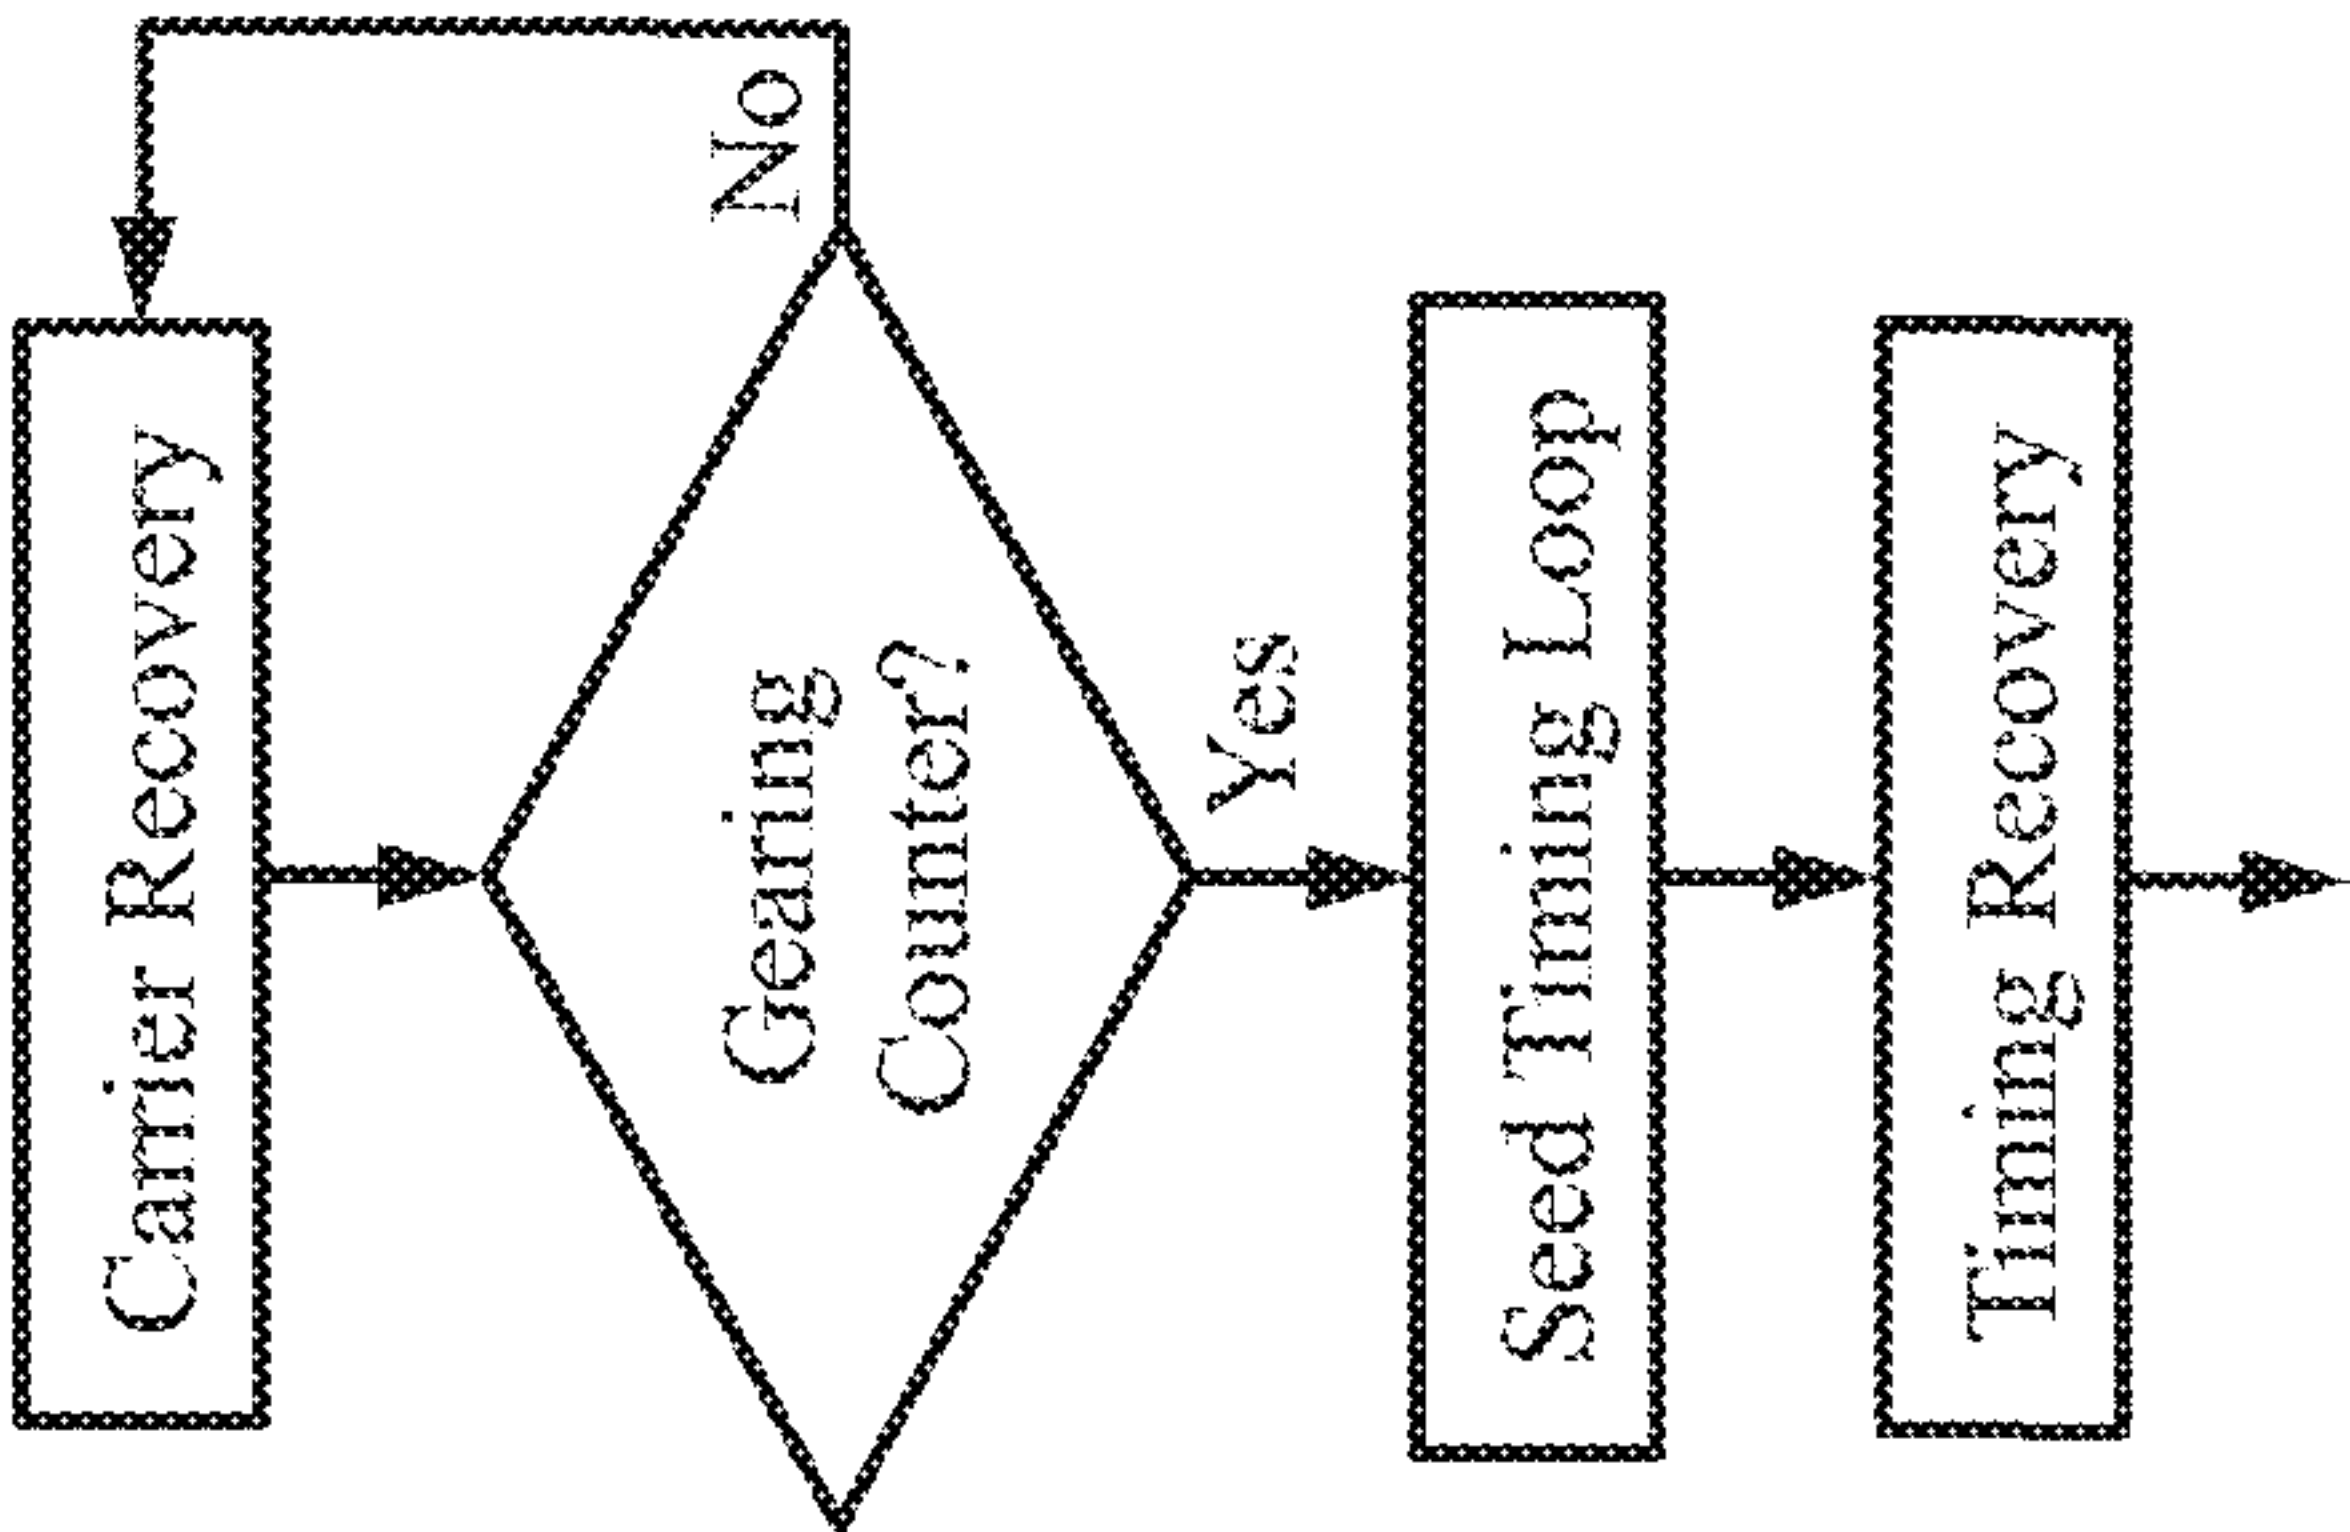 Carrier Recovery
Gearing
Counter?
No
Yes
Seed Timing Loop
Timing Recovery